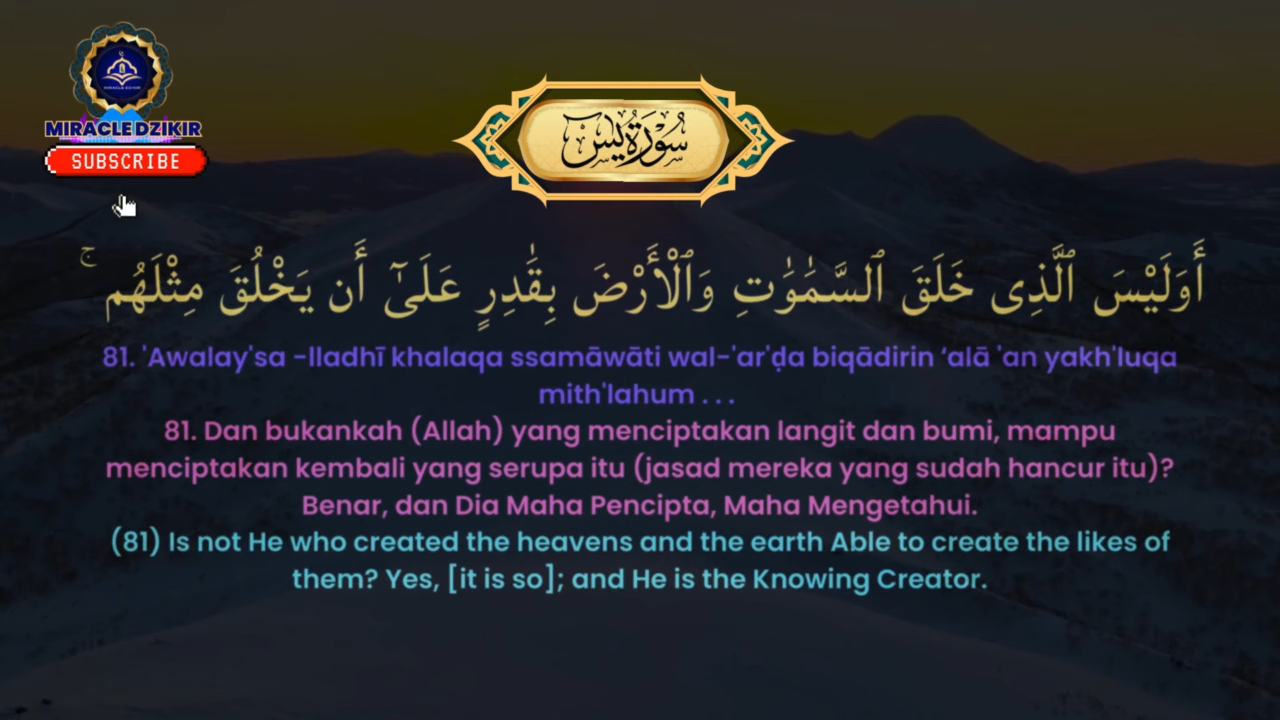 MIRACLE DZIKIR
MIRACLEDZIKIR
SUBSCRIBE
سورة يس
أَوَلَيْسَ ٱلَّذِى خَلَقَ ٱلسَّمَٰوَٰتِ وَٱلْأَرْضَ بِقَٰدِرٍ عَلَىٰٓ أَن يَخْلُقَ مِثْلَهُم ۚ
81. 'Awalay'sa -lladhī khalaqa ssamāwāti wal-'ar'ḍa biqādirin ‘alā 'an yakh'luqa
mith'lahum . . .
81. Dan bukankah (Allah) yang menciptakan langit dan bumi, mampu
menciptakan kembali yang serupa itu (jasad mereka yang sudah hancur itu)?
Benar, dan Dia Maha Pencipta, Maha Mengetahui.
(81) Is not He who created the heavens and the earth Able to create the likes of
them? Yes, [it is so]; and He is the Knowing Creator.